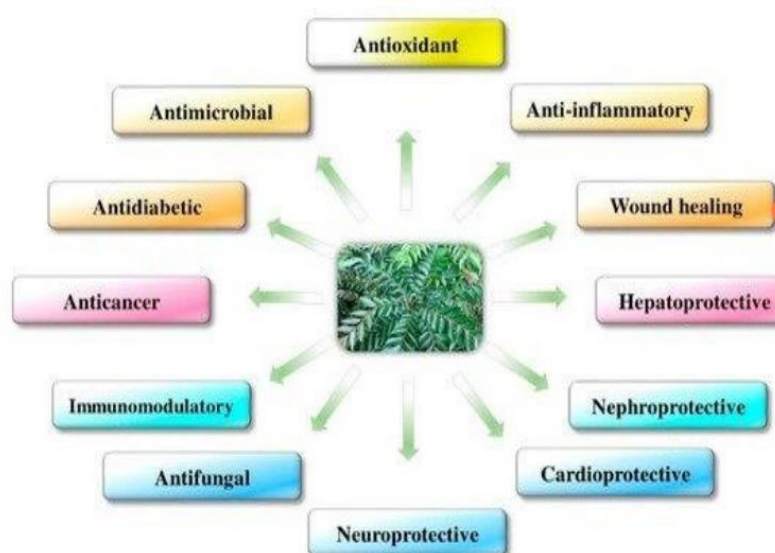 Antioxidant
Antimicrobial
Anti-inflammatory
Antidiabetic
Wound healing
Anticancer
Hepatoprotective
Immunomodulatory
Nephroprotective
Antifungal
Cardioprotective
Neuroprotective